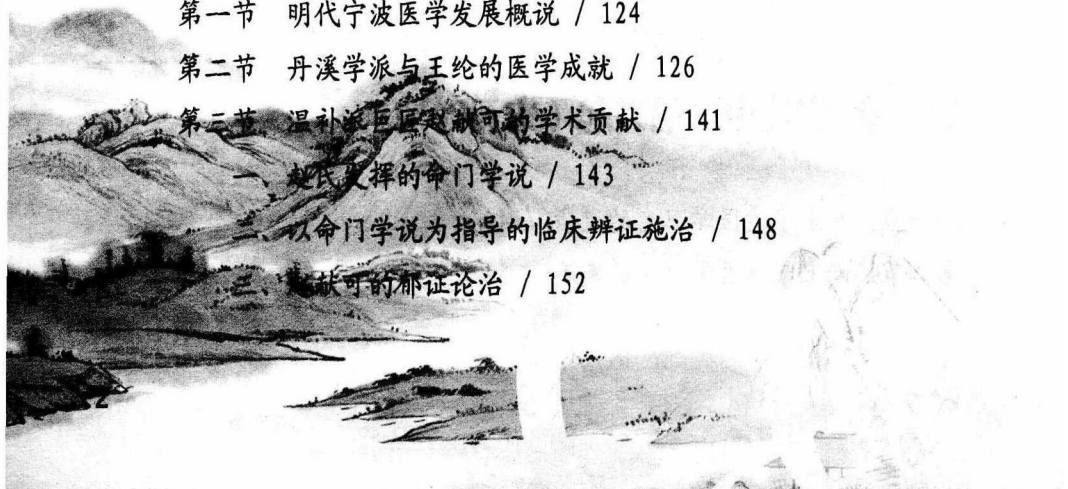 第一节 明代宁波医学发展概说 / 124
第二节 丹溪学派与王纶的医学成就 / 126
第三节 温补派巨匠赵献可的学术贡献 / 141
一、赵氏发挥的命门学说 / 143
二、以命门学说为指导的临床辨证施治 / 148
三、赵献可的郁证论治 / 152
2